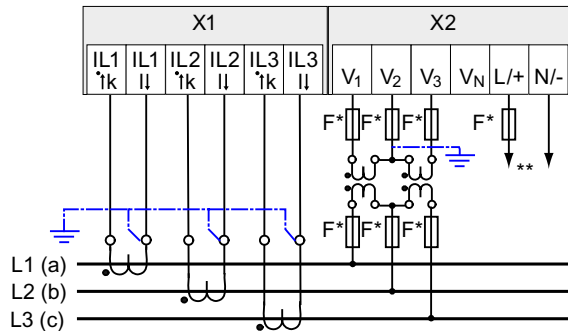 X1 X2
IL1 IL1 IL2 IL2 IL3 IL3 V1 V2 V3 VN L/+ N/-
k l k l k l
F* F* F* F*
**
F* F* F*
L1 (a)
L2 (b)
L3 (c)